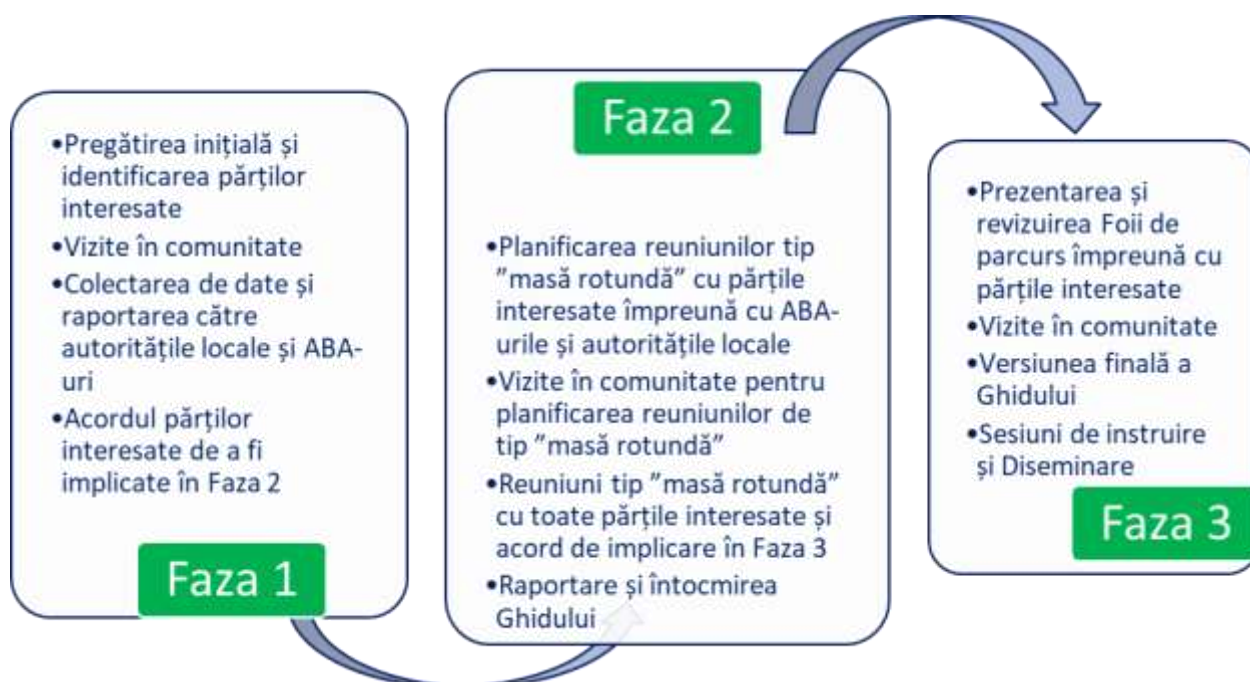 •Pregătirea inițială și
identificarea părților
interesate
•Vizite în comunitate
•Colectarea de date și
raportarea către
autoritățile locale și ABA-
uri
•Acordul părților
interesate de a fi
implicate în Faza 2
Faza 1
Faza 2
•Planificarea reuniunilor tip
”masă rotundă” cu părțile
interesate împreună cu ABA-
urile și autoritățile locale
•Vizite în comunitate pentru
planificarea reuniunilor de
tip ”masă rotundă”
•Reuniuni tip ”masă rotundă”
cu toate părțile interesate și
acord de implicare în Faza 3
•Raportare și întocmirea
Ghidului
•Prezentarea și
revizuirea Foii de
parcurs împreună cu
părțile interesate
•Vizite în comunitate
•Versiunea finală a
Ghidului
•Sesiuni de instruire
și Diseminare
Faza 3